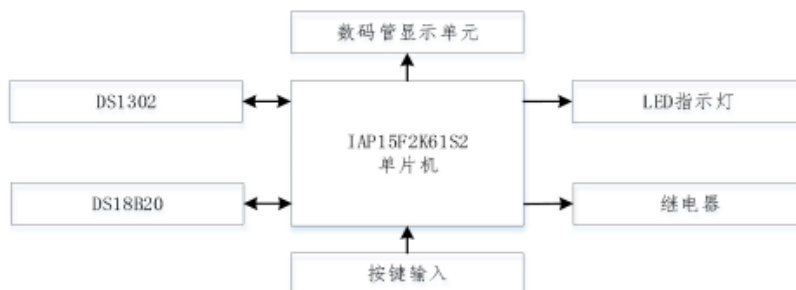 数码管显示单元
DS1302
IAP15F2K61S2
单片机
LED指示灯
DS18B20
继电器
按键输入